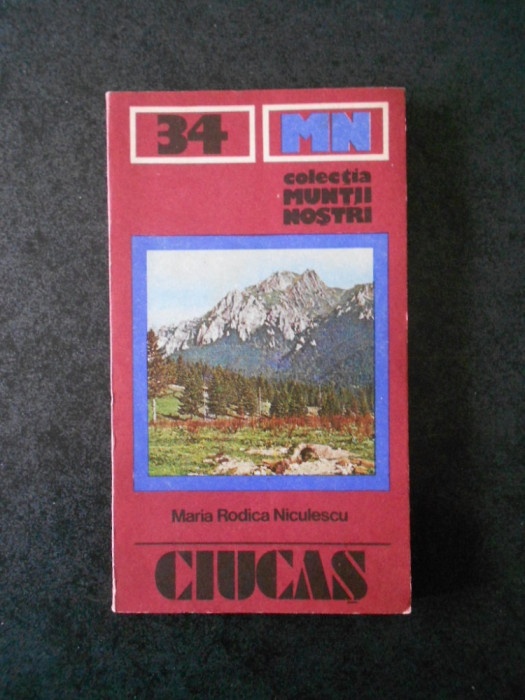 34
MN
colecția
MUNȚII
NOȘTRI
Maria Rodica Niculescu
CIUCAȘ